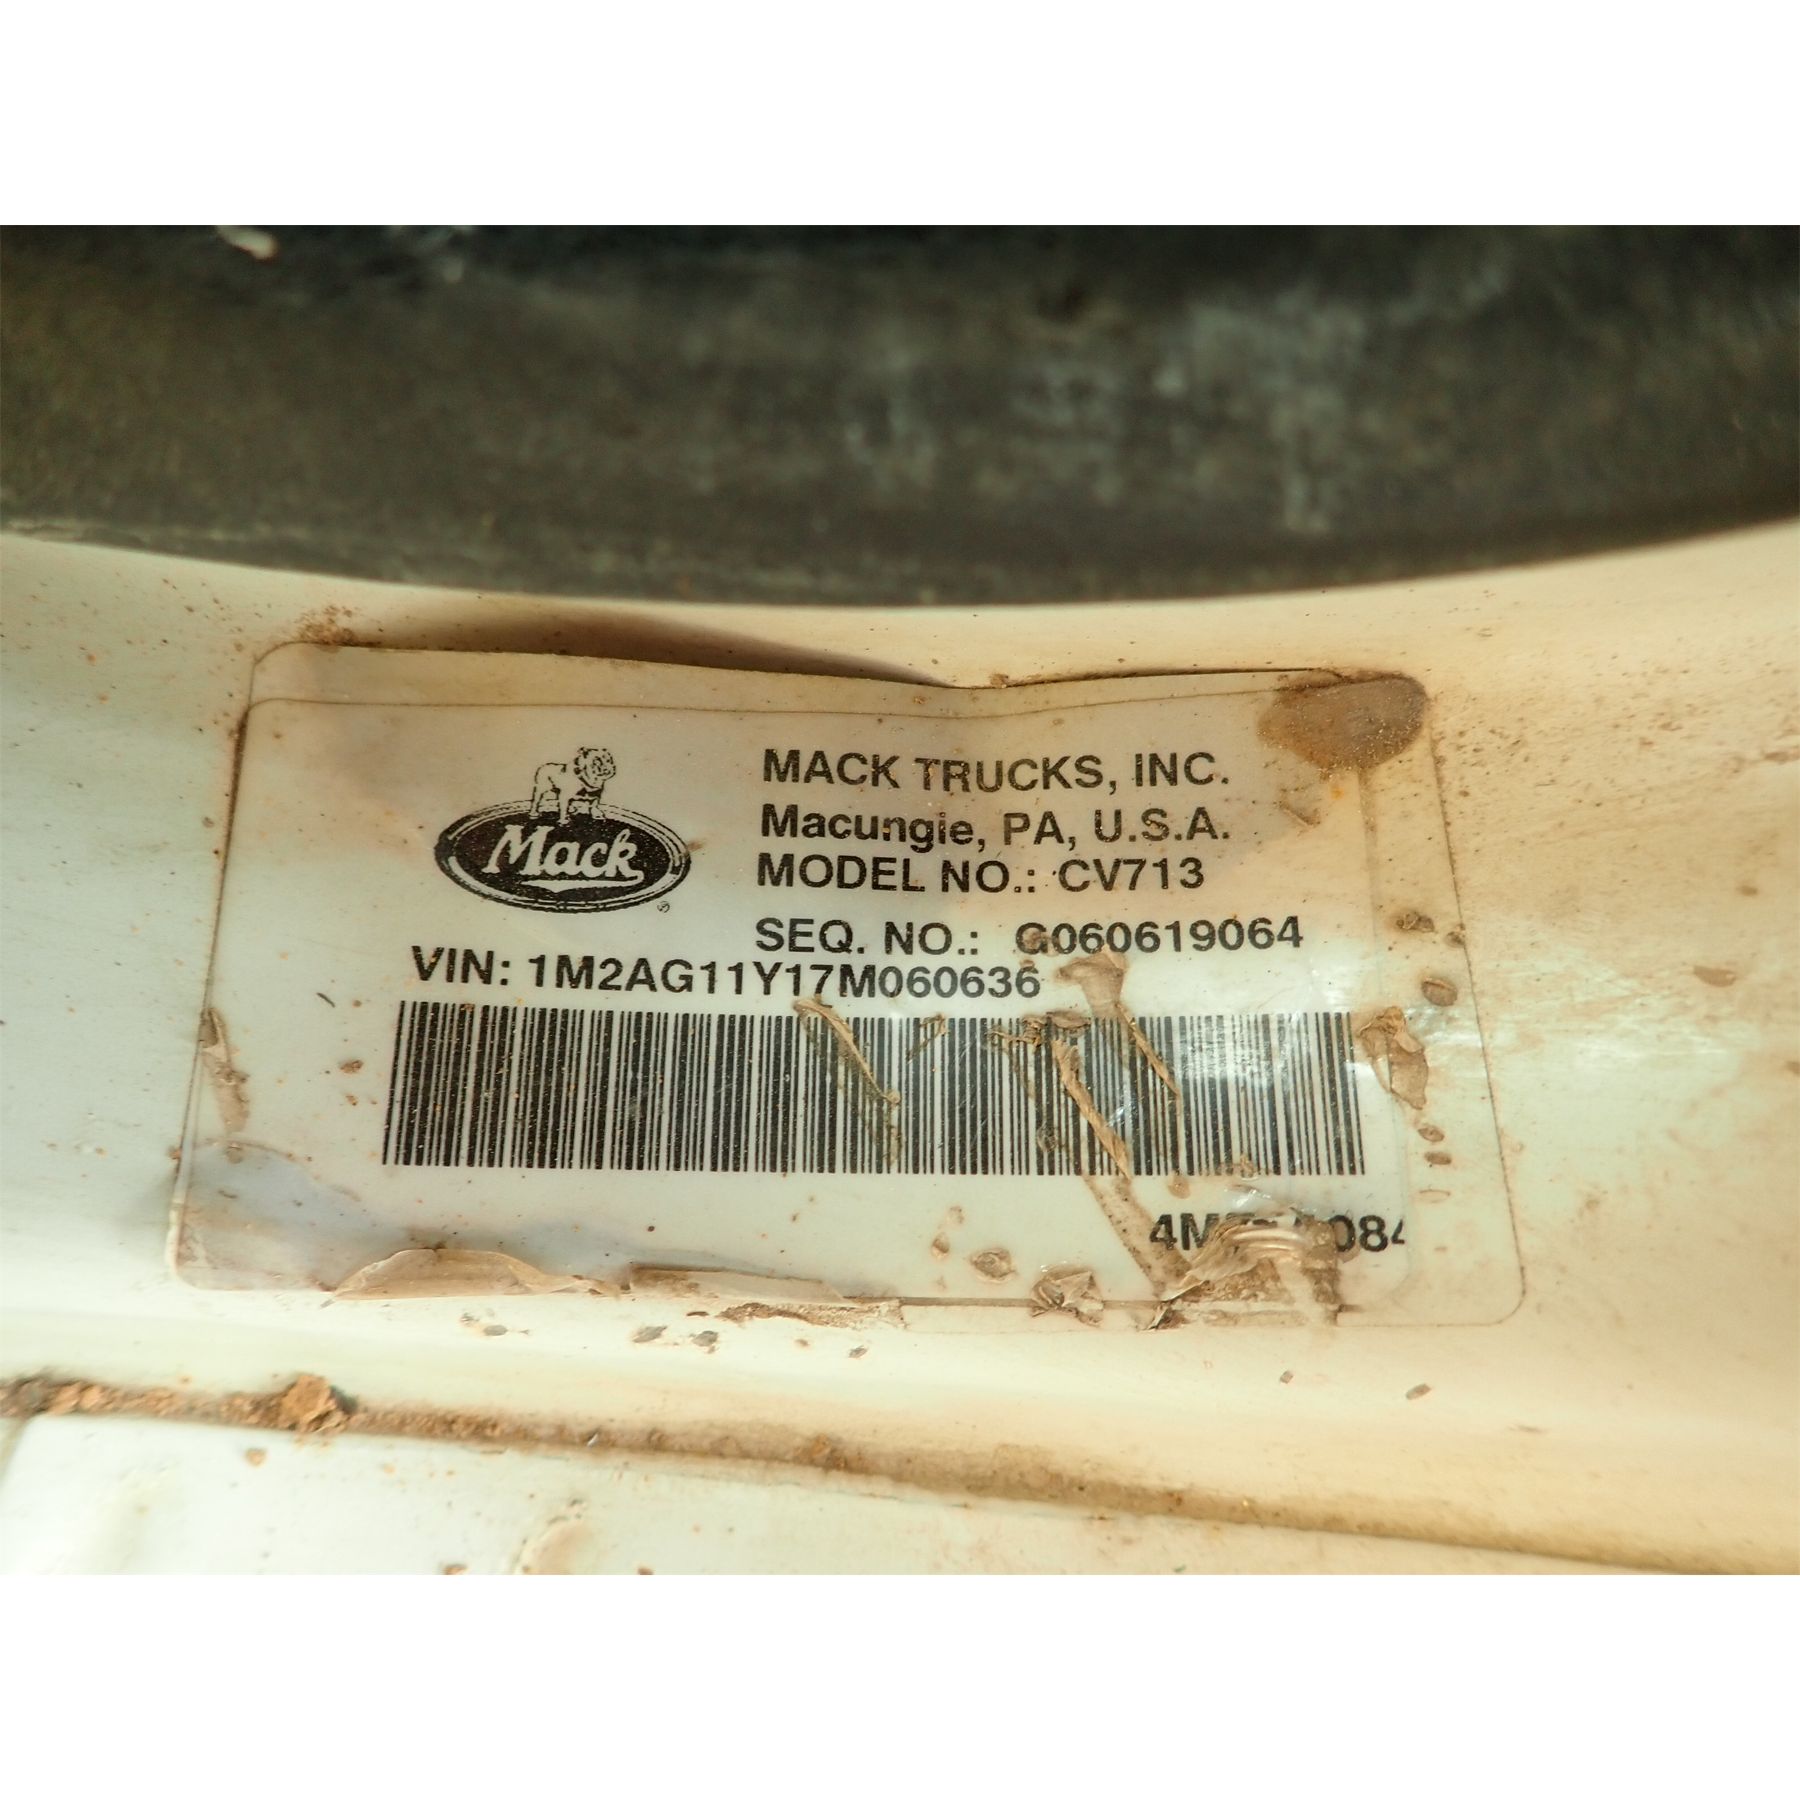 Mack
MACK TRUCKS, INC.
Macungie, PA, U.S.A.
MODEL NO.: CV713
SEQ. NO.: G060619064
VIN: 1M2AG11Y17M060636